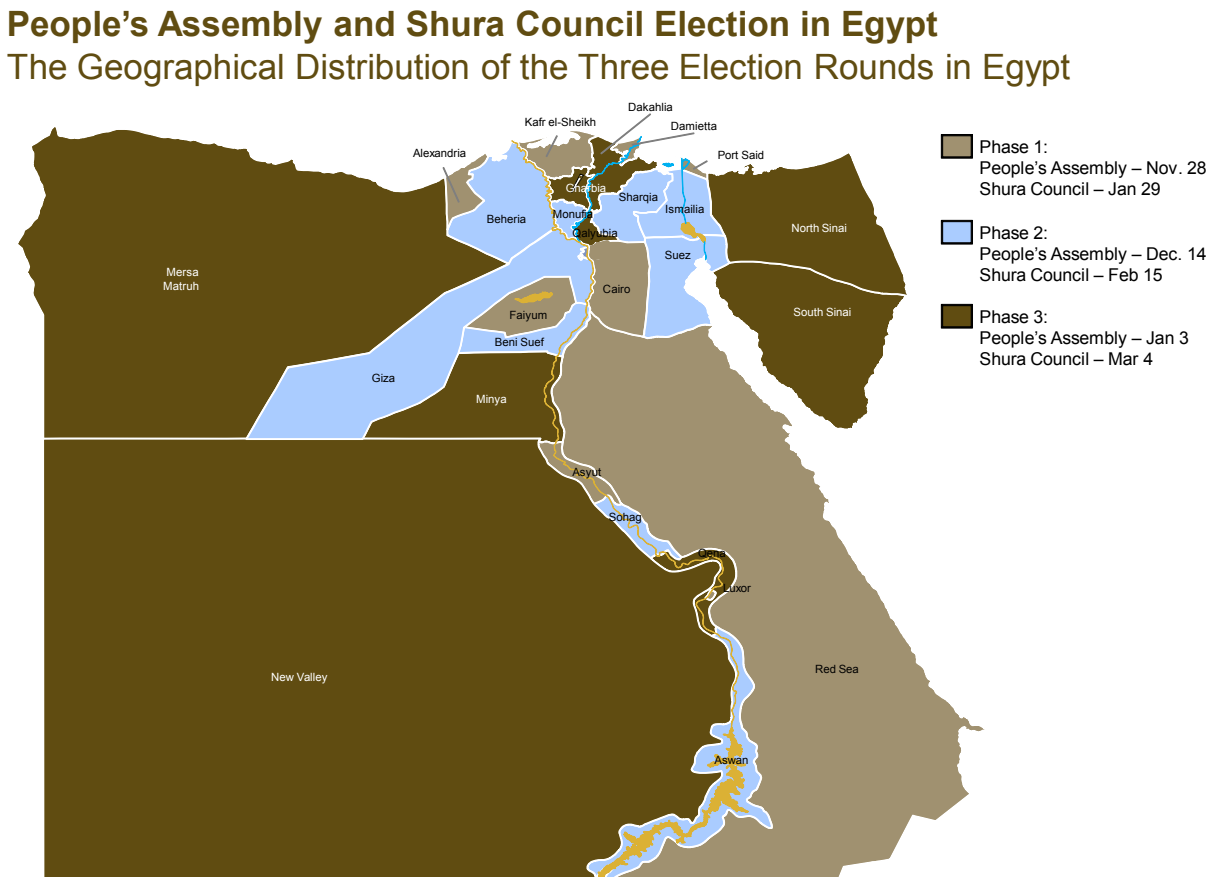 People’s Assembly and Shura Council Election in Egypt
The Geographical Distribution of the Three Election Rounds in Egypt
Dakahlia
Kafr el-Sheikh
Damietta
Alexandria
Port Said
Gharbia
Sharqia
Monufia
Ismailia
Beheria
Qalyubia
North Sinai
Suez
Mersa
Matruh
Cairo
Faiyum
South Sinai
Beni Suef
Giza
Minya
Asyut
Sohag
Qena
Luxor
Red Sea
New Valley
Aswan
Phase 1:
People’s Assembly – Nov. 28
Shura Council – Jan 29
Phase 2:
People’s Assembly – Dec. 14
Shura Council – Feb 15
Phase 3:
People’s Assembly – Jan 3
Shura Council – Mar 4